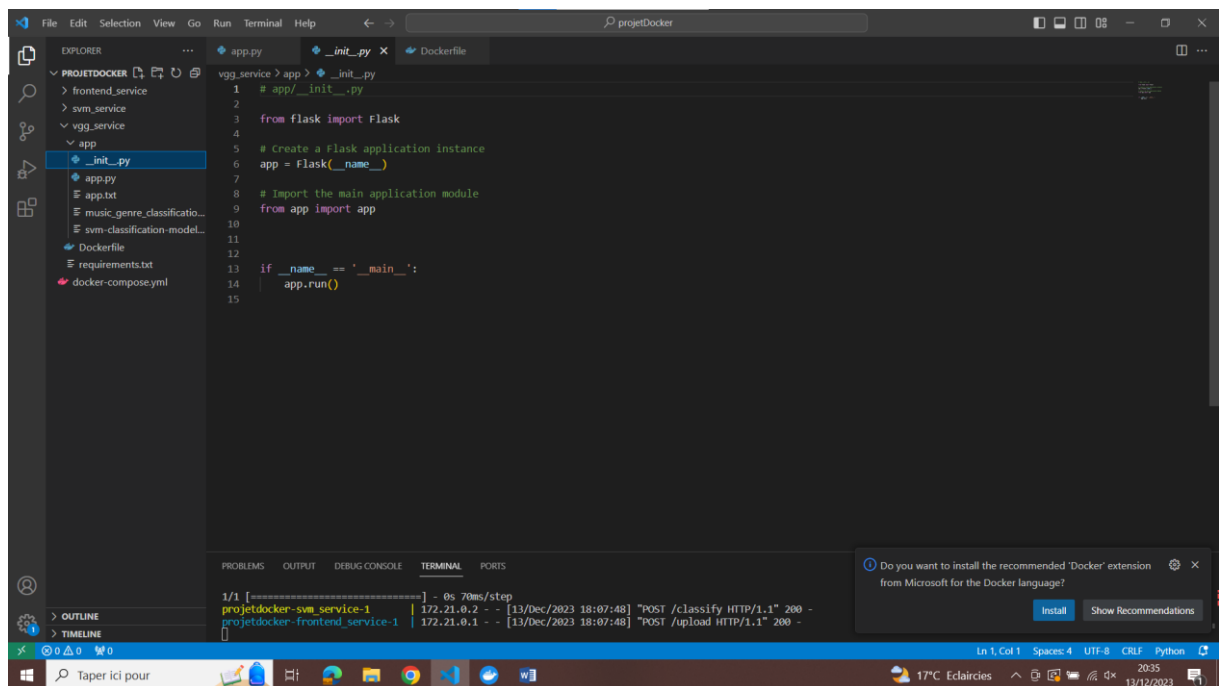 File Edit Selection View Go Run Terminal Help
projetDocker
EXPLORER
app.py
__init__.py
Dockerfile
PROJETDOCKER
vgg_service > app > __init__.py
frontend_service
svm_service
vgg_service
app
__init__.py
app.py
app.txt
music_genre_classificatio...
svm-classification-model...
Dockerfile
requirements.txt
docker-compose.yml
1 # app/__init__.py
2
3 from flask import Flask
4
5 # Create a Flask application instance
6 app = Flask(__name__)
7
8 # Import the main application module
9 from app import app
10
11
12
13 if __name__ == '__main__':
14 app.run()
15
PROBLEMS OUTPUT DEBUG CONSOLE TERMINAL PORTS
1/1 [==============================] - 0s 70ms/step
projetdocker-svm_service-1 | 172.21.0.2 - - [13/Dec/2023 18:07:48] "POST /classify HTTP/1.1" 200 -
projetdocker-frontend_service-1 | 172.21.0.1 - - [13/Dec/2023 18:07:48] "POST /upload HTTP/1.1" 200 -
Do you want to install the recommended 'Docker' extension
from Microsoft for the Docker language?
Install Show Recommendations
OUTLINE
TIMELINE
1
0 0 0 Ln 1, Col 1 Spaces: 4 UTF-8 CRLF Python
Taper ici pour
17°C Eclaircies
20:35
13/12/2023